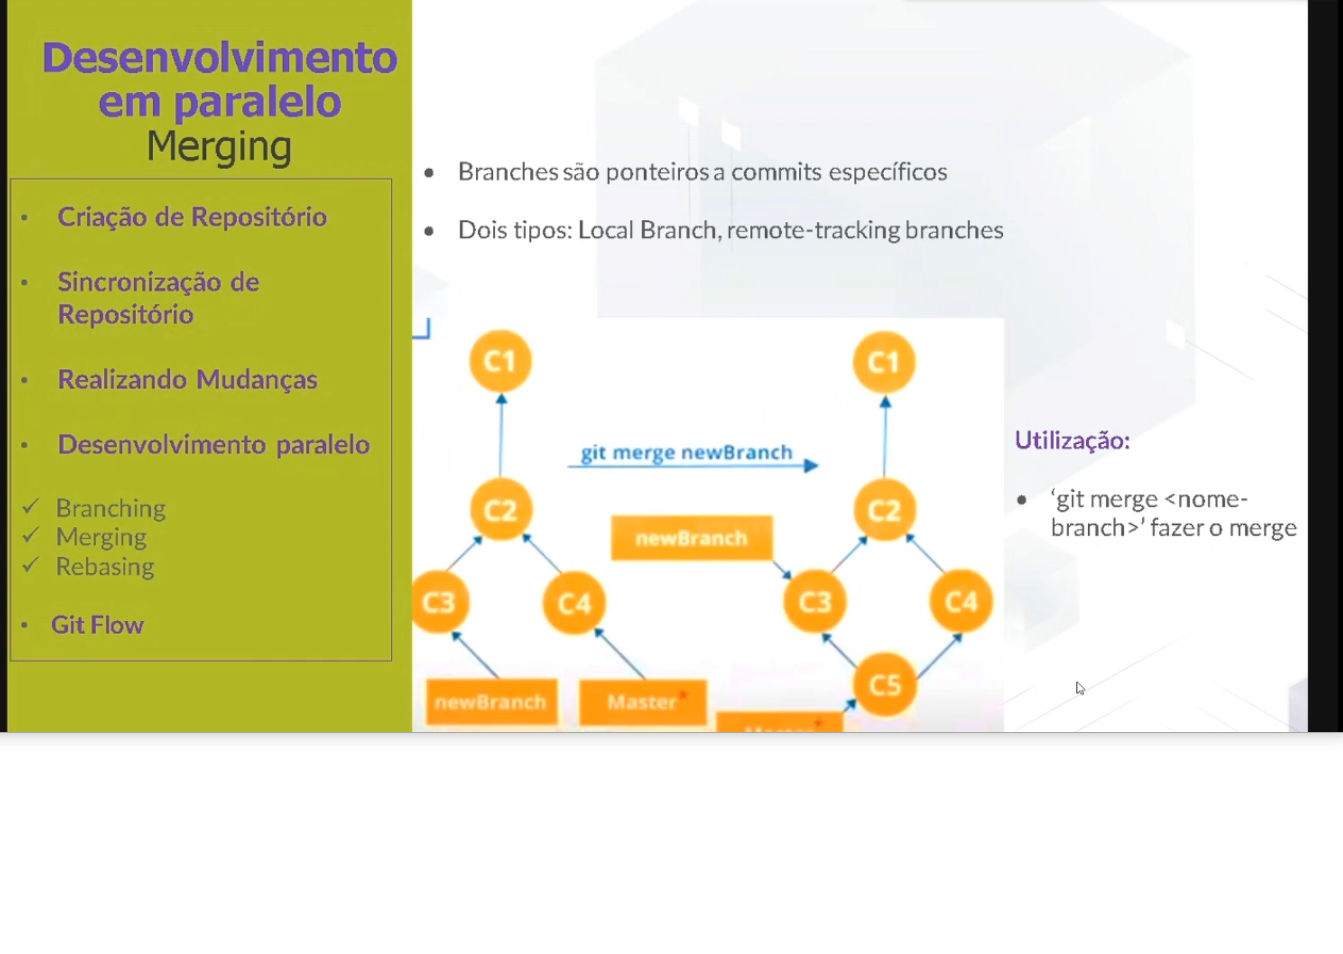 Desenvolvimento
em paralelo
Merging
• Criação de Repositório
• Sincronização de
Repositório
• Realizando Mudanças
• Desenvolvimento paralelo
✓ Branching
✓ Merging
✓ Rebasing
• Git Flow
• Branches são ponteiros a commits específicos
• Dois tipos: Local Branch, remote-tracking branches
C1
C2
C3
C4
newBranch
Master*
git merge newBranch
C1
C2
newBranch
C3
C4
C5
Master*
Utilização:
• ‘git merge <nome-
branch>’ fazer o merge